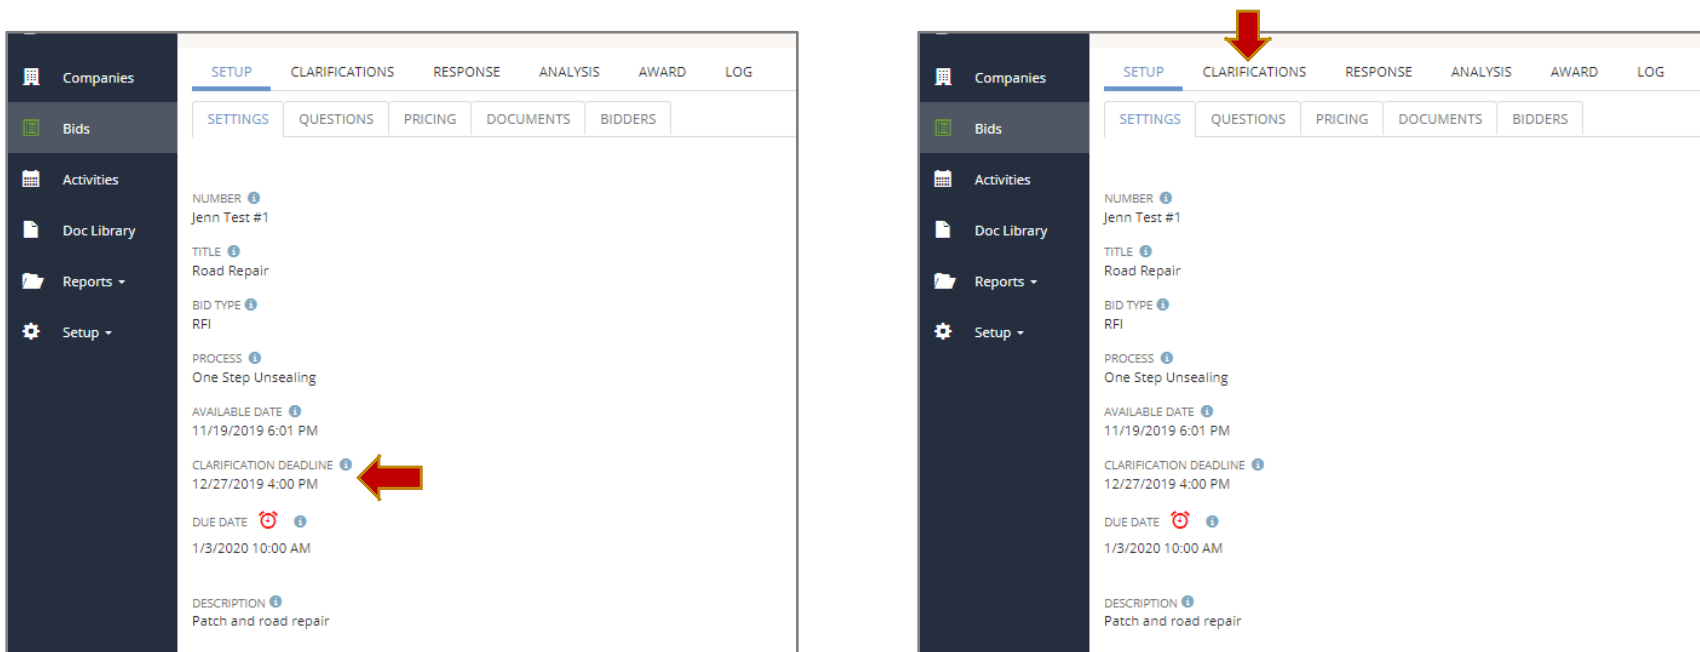 Companies
Bids
Activities
Doc Library
Reports
Setup
SETUP CLARIFICATIONS RESPONSE ANALYSIS AWARD LOG
SETTINGS QUESTIONS PRICING DOCUMENTS BIDDERS
NUMBER
Jenn Test #1
TITLE
Road Repair
BID TYPE
RFI
PROCESS
One Step Unsealing
AVAILABLE DATE
11/19/2019 6:01 PM
CLARIFICATION DEADLINE
12/27/2019 4:00 PM
DUE DATE
1/3/2020 10:00 AM
DESCRIPTION
Patch and road repair
Companies
Bids
Activities
Doc Library
Reports
Setup
SETUP CLARIFICATIONS RESPONSE ANALYSIS AWARD LOG
SETTINGS QUESTIONS PRICING DOCUMENTS BIDDERS
NUMBER
Jenn Test #1
TITLE
Road Repair
BID TYPE
RFI
PROCESS
One Step Unsealing
AVAILABLE DATE
11/19/2019 6:01 PM
CLARIFICATION DEADLINE
12/27/2019 4:00 PM
DUE DATE
1/3/2020 10:00 AM
DESCRIPTION
Patch and road repair